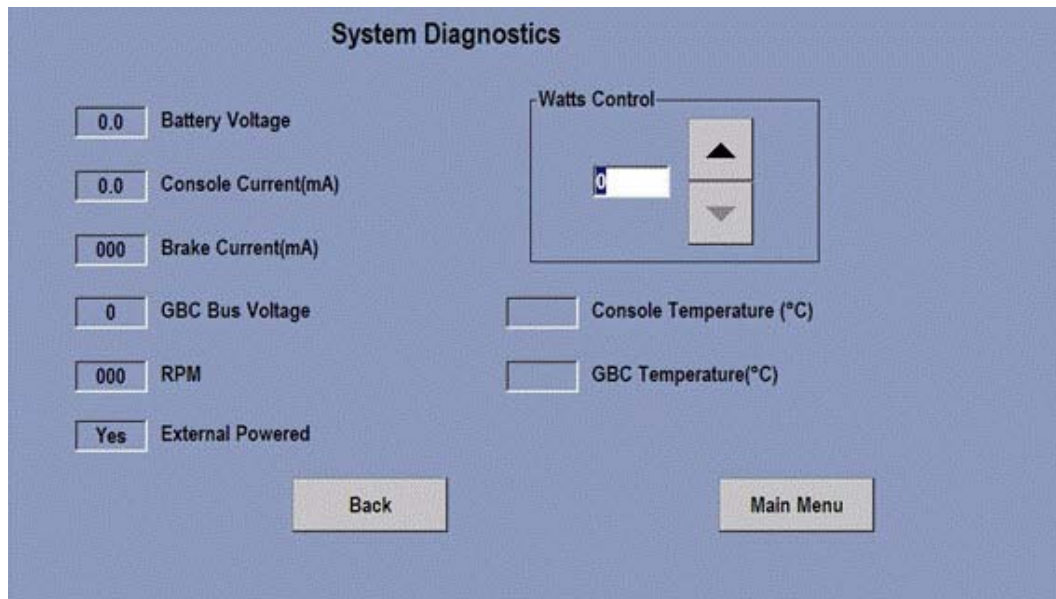 System Diagnostics
0.0 Battery Voltage
0.0 Console Current(mA)
000 Brake Current(mA)
0 GBC Bus Voltage
000 RPM
Yes External Powered
Watts Control
0
Console Temperature (°C)
GBC Temperature(°C)
Back
Main Menu